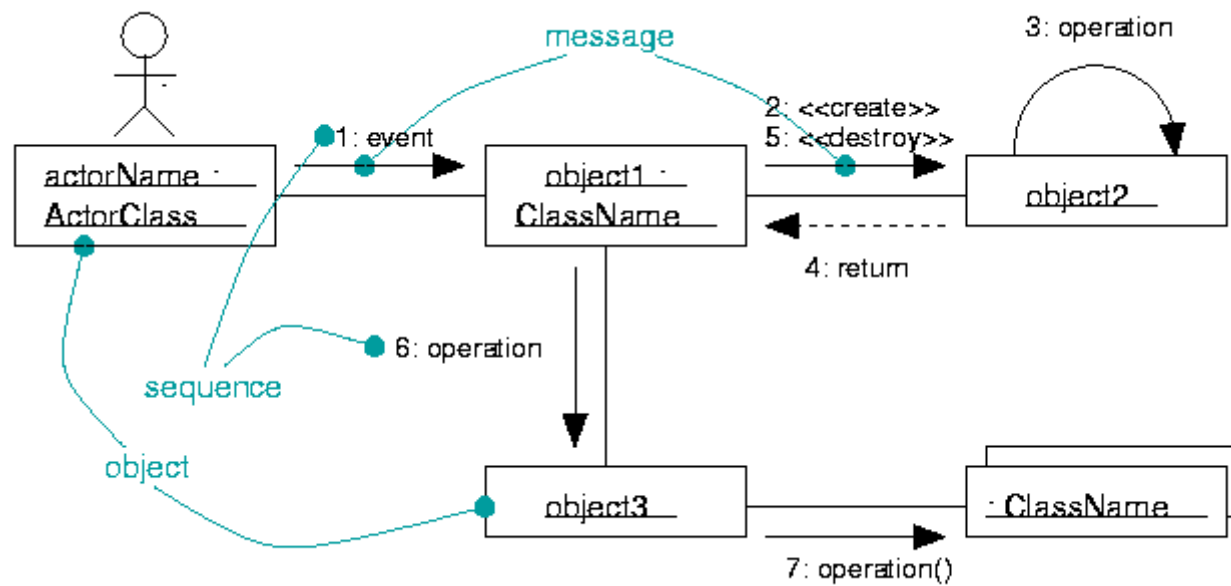 message
3: operation
2: <<create>>
1: event
5: <<destroy>>
actorName :
ActorClass
object1 :
ClassName
object2
4: return
6: operation
sequence
object
object3
: ClassName
7: operation()